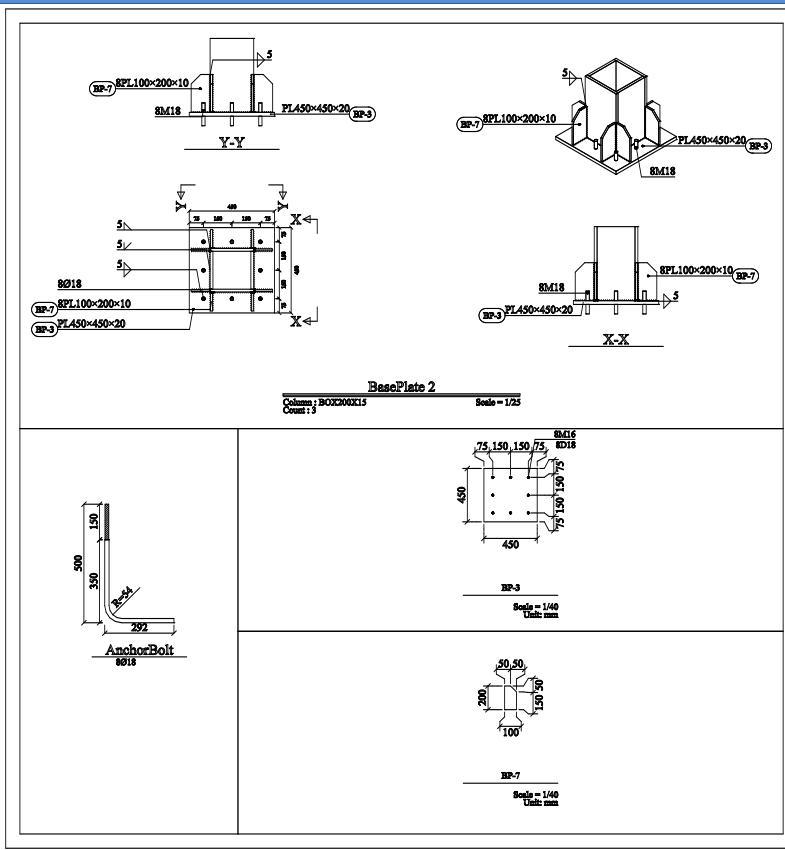 5
BP-7 8PL100×200×10
8M18
PL450×450×20 BP-3
Y-Y
5
BP-7 8PL100×200×10
PL450×450×20 BP-3
8M18
Y Y
450
75 150 150 75
X
5
5
5
75
150
150
75
450
8Ø18
BP-7 8PL100×200×10
BP-3 PL450×450×20
X
8PL100×200×10 BP-7
8M18
5
BP-3 PL450×450×20
X-X
BasePlate 2
Column : BOX200X15 Scale = 1/25
Count : 3
150
500
350
R=54
292
AnchorBolt
8Ø18
8M16
8D18
75 150 150 75
75
150
150
75
450
450
BP-3
Scale = 1/40
Unit: mm
50 50
50
150
200
100
BP-7
Scale = 1/40
Unit: mm